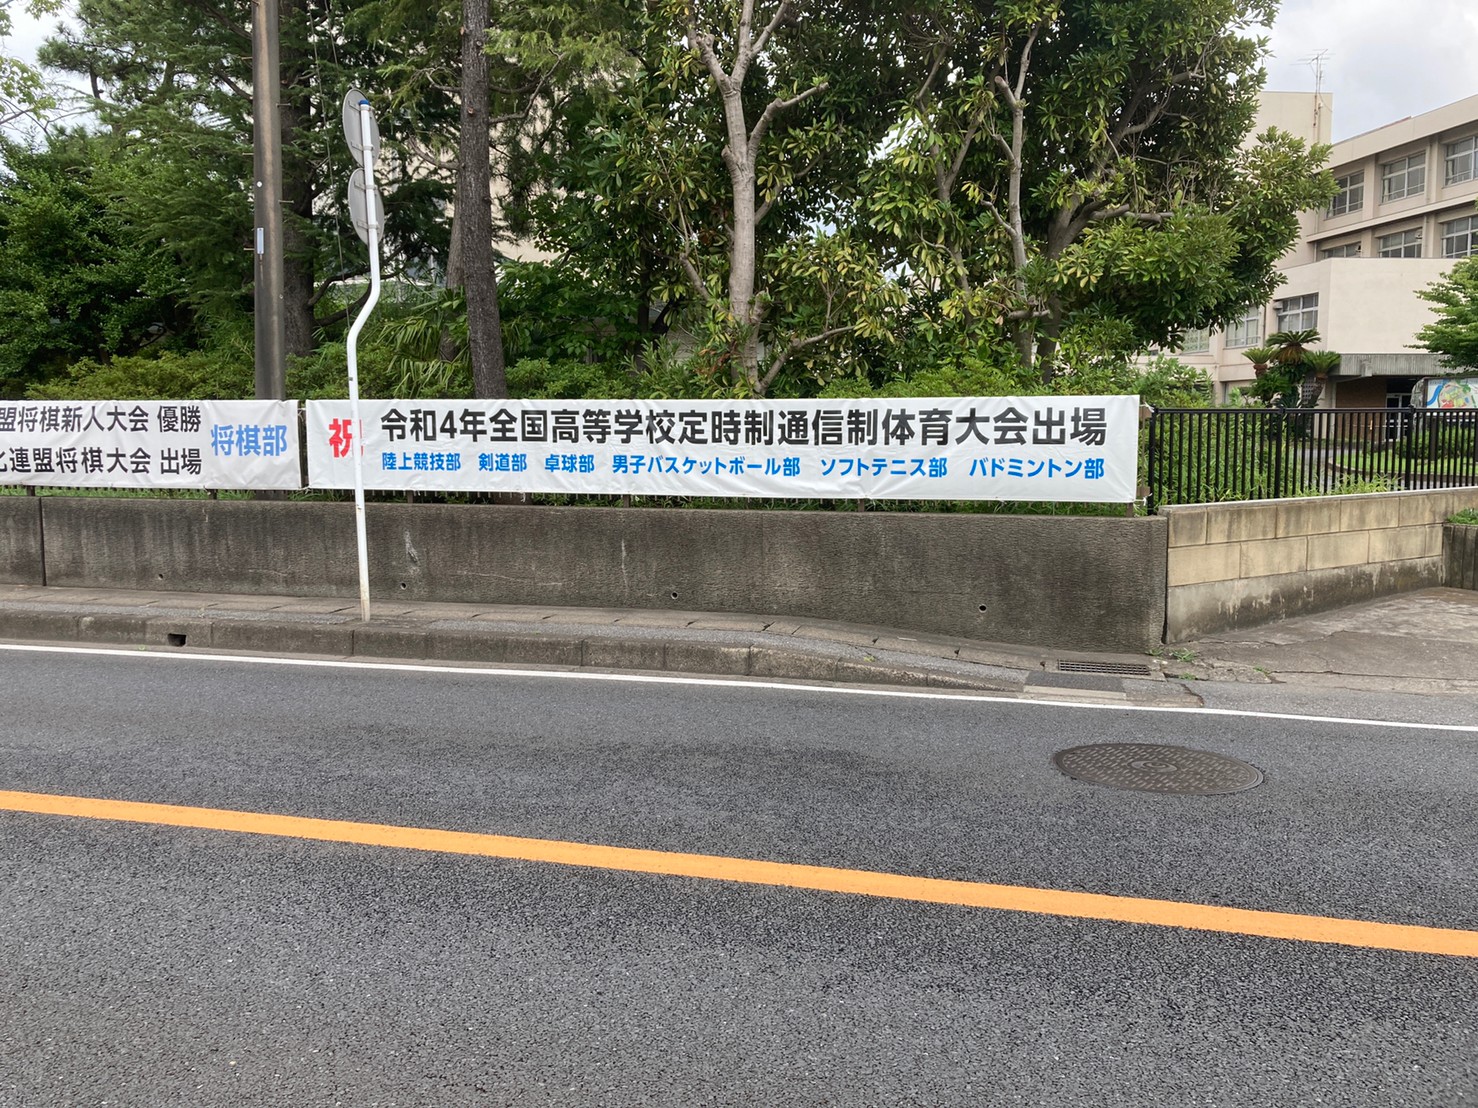 盟将棋新人大会 優勝
連盟将棋大会 出場
将棋部
祝
令和4年全国高等学校定時制通信制体育大会出場
陸上競技部 剣道部 卓球部 男子バスケットボール部 ソフトテニス部 バドミントン部